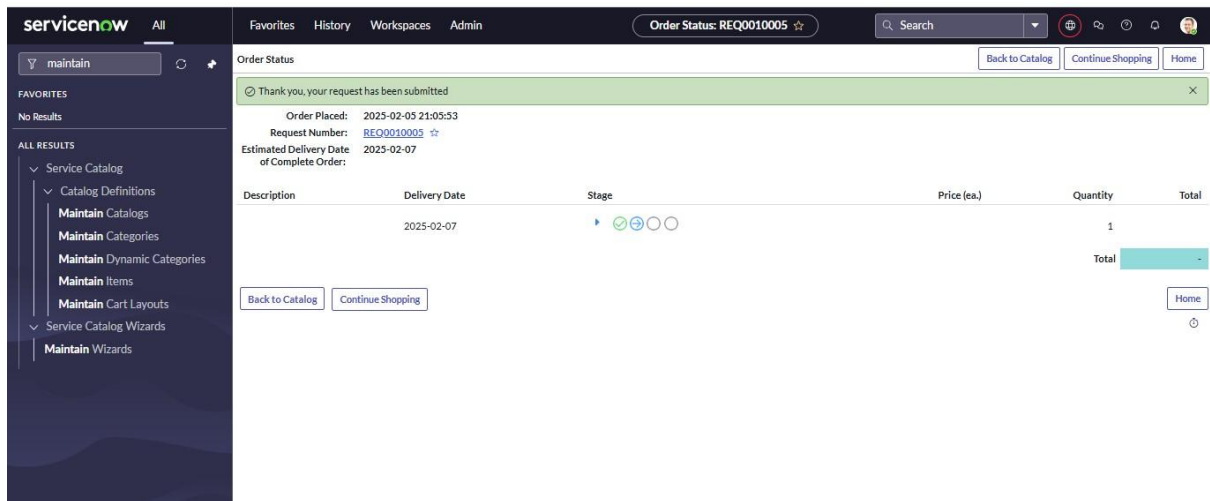 servicenow All Favorites History Workspaces Admin Order Status: REQ0010005 Search
maintain
FAVORITES
No Results
ALL RESULTS
Service Catalog
Catalog Definitions
Maintain Catalogs
Maintain Categories
Maintain Dynamic Categories
Maintain Items
Maintain Cart Layouts
Service Catalog Wizards
Maintain Wizards
Order Status Back to Catalog Continue Shopping Home
Thank you, your request has been submitted
Order Placed: 2025-02-05 21:05:53
Request Number: REQ0010005
Estimated Delivery Date 2025-02-07
of Complete Order:
Description Delivery Date Stage Price (ea.) Quantity Total
2025-02-07 1
Total -
Back to Catalog Continue Shopping Home